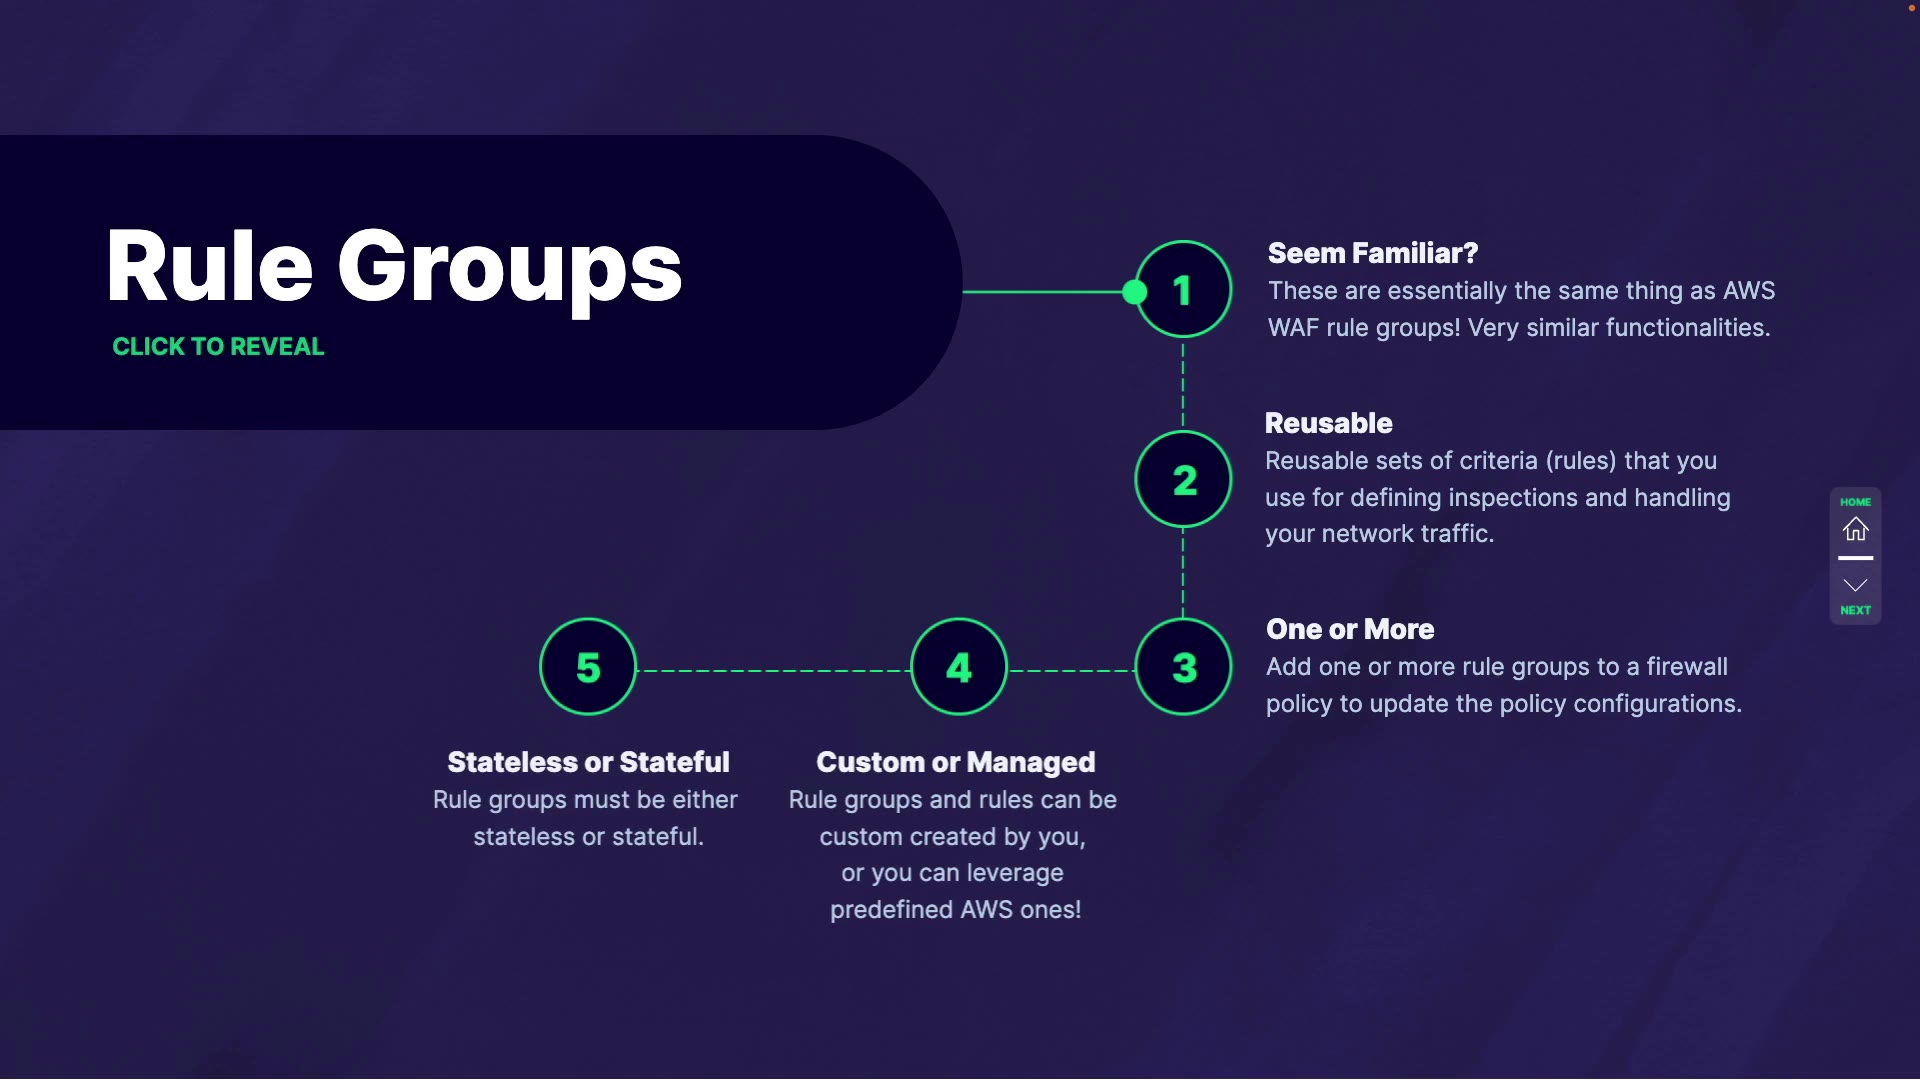 Rule Groups
CLICK TO REVEAL
1
Seem Familiar?
These are essentially the same thing as AWS
WAF rule groups! Very similar functionalities.
2
Reusable
Reusable sets of criteria (rules) that you
use for defining inspections and handling
your network traffic.
3
One or More
Add one or more rule groups to a firewall
policy to update the policy configurations.
4
Custom or Managed
Rule groups and rules can be
custom created by you,
or you can leverage
predefined AWS ones!
5
Stateless or Stateful
Rule groups must be either
stateless or stateful.
HOME
NEXT